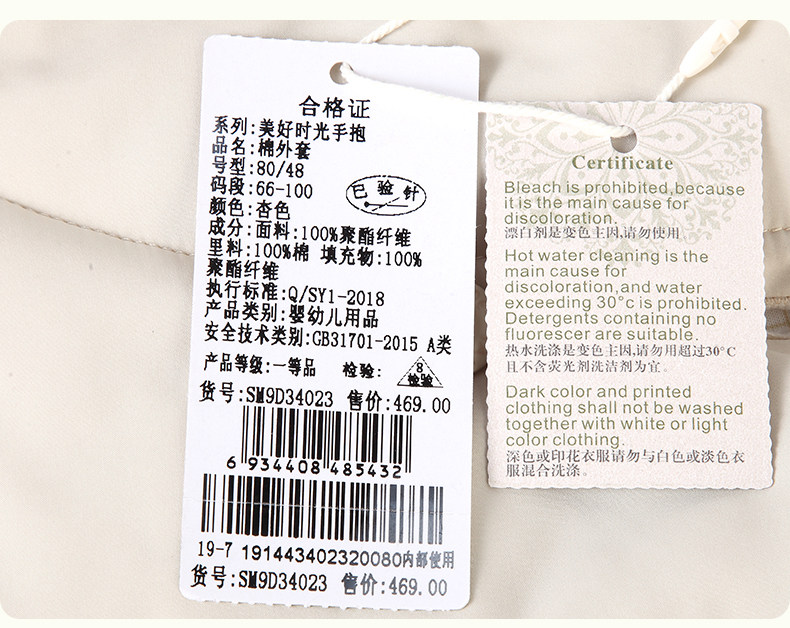 合格证
系列:美好时光手抱
品名:棉外套
号型:80/48
码段:66-100
颜色:杏色
已验针
成分:面料:100%聚酯纤维
里料:100%棉 填充物:100%
聚酯纤维
执行标准:Q/SY1-2018
产品类别:婴幼儿用品
安全技术类别:GB31701-2015 A类
产品等级:一等品 检验: 8 检验
货号:SM9D34023 售价:469.00
6 934408 485432
19-7 191443402320080内部使用
货号:SM9D34023 售价:469.00
Certificate
Bleach is prohibited,because
it is the main cause for
discoloration.
漂白剂是变色主因,请勿使用
Hot water cleaning is the
main cause for
discoloration,and water
exceeding 30°c is prohibited.
Detergents containing no
fluorescer are suitable.
热水洗涤是变色主因,请勿用超过30°C
且不含荧光剂洗洁剂为宜。
Dark color and printed
clothing shall not be washed
together with white or light
color clothing.
深色或印花衣服请勿与白色或淡色衣
服混合洗涤。